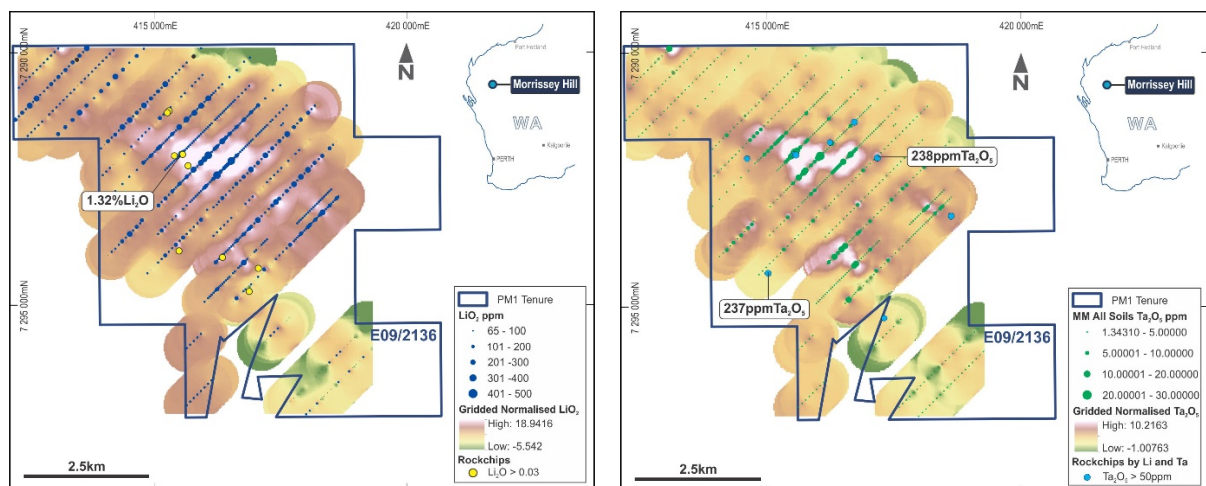 415 000mE
420 000mE
7 290 000mN
7 295 000mN
N
Port Hedland
Morrissey Hill
WA
Kalgoorlie
PERTH
1.32%Li₂O
E09/2136
PM1 Tenure
LiO₂ ppm
65 - 100
101 - 200
201 -300
301 -400
401 - 500
Gridded Normalised LiO₂
High: 18.9416
Low: -5.542
Rockchips
Li₂O > 0.03
2.5km
415 000mE
420 000mE
7 290 000mN
7 295 000mN
N
Port Hedland
Morrissey Hill
WA
Kalgoorlie
PERTH
238ppmTa₂O₅
237ppmTa₂O₅
E09/2136
PM1 Tenure
MM All Soils Ta₂O₅ ppm
1.34310 - 5.00000
5.00001 - 10.00000
10.00001 - 20.00000
20.00001 - 30.00000
Gridded Normalised Ta₂O₅
High: 10.2163
Low: -1.00763
Rockchips by Li and Ta
Ta₂O₅ > 50ppm
2.5km